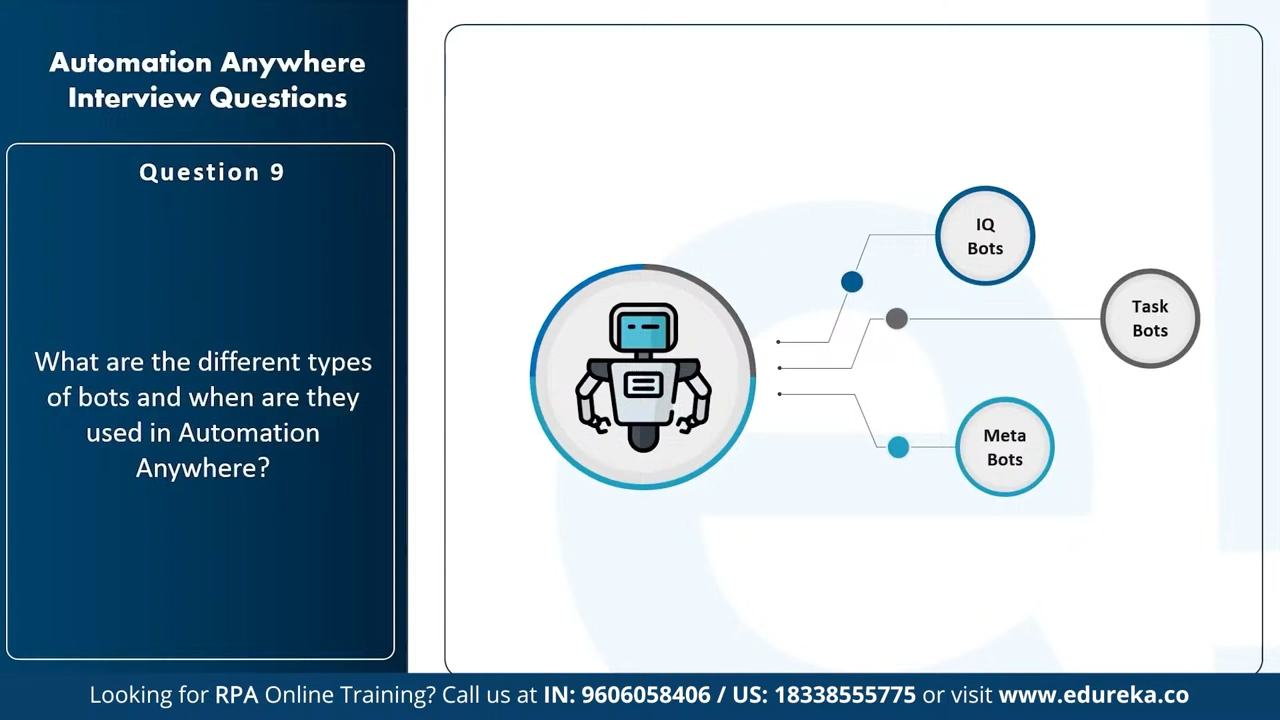 Automation Anywhere
Interview Questions
Question 9
What are the different types
of bots and when are they
used in Automation
Anywhere?
IQ
Bots
Task
Bots
Meta
Bots
Looking for RPA Online Training? Call us at IN: 9606058406 / US: 18338555775 or visit www.edureka.co